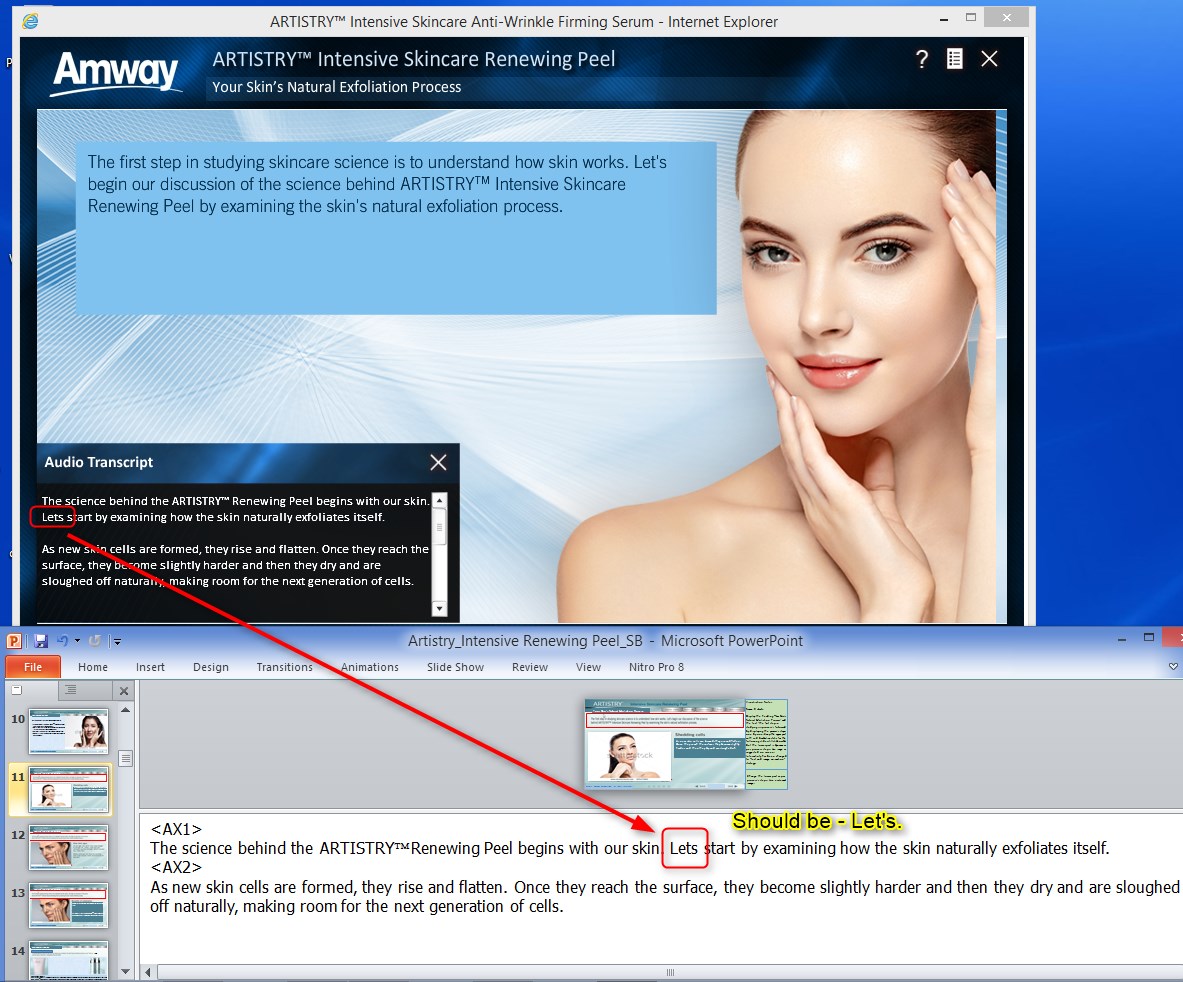 ARTISTRY™ Intensive Skincare Anti-Wrinkle Firming Serum - Internet Explorer
Amway
ARTISTRY™ Intensive Skincare Renewing Peel
Your Skin's Natural Exfoliation Process
The first step in studying skincare science is to understand how skin works. Let's
begin our discussion of the science behind ARTISTRY™ Intensive Skincare
Renewing Peel by examining the skin's natural exfoliation process.
Audio Transcript
The science behind the ARTISTRY™ Renewing Peel begins with our skin.
Lets start by examining how the skin naturally exfoliates itself.
As new skin cells are formed, they rise and flatten. Once they reach the
surface, they become slightly harder and then they dry and are
sloughed off naturally, making room for the next generation of cells.
Artistry_Intensive Renewing Peel_SB - Microsoft PowerPoint
File Home Insert Design Transitions Animations Slide Show Review View Nitro Pro 8
10
11
12
13
14
Should be - Let's.
<AX1>
The science behind the ARTISTRY™Renewing Peel begins with our skin. Lets start by examining how the skin naturally exfoliates itself.
<AX2>
As new skin cells are formed, they rise and flatten. Once they reach the surface, they become slightly harder and then they dry and are sloughed
off naturally, making room for the next generation of cells.